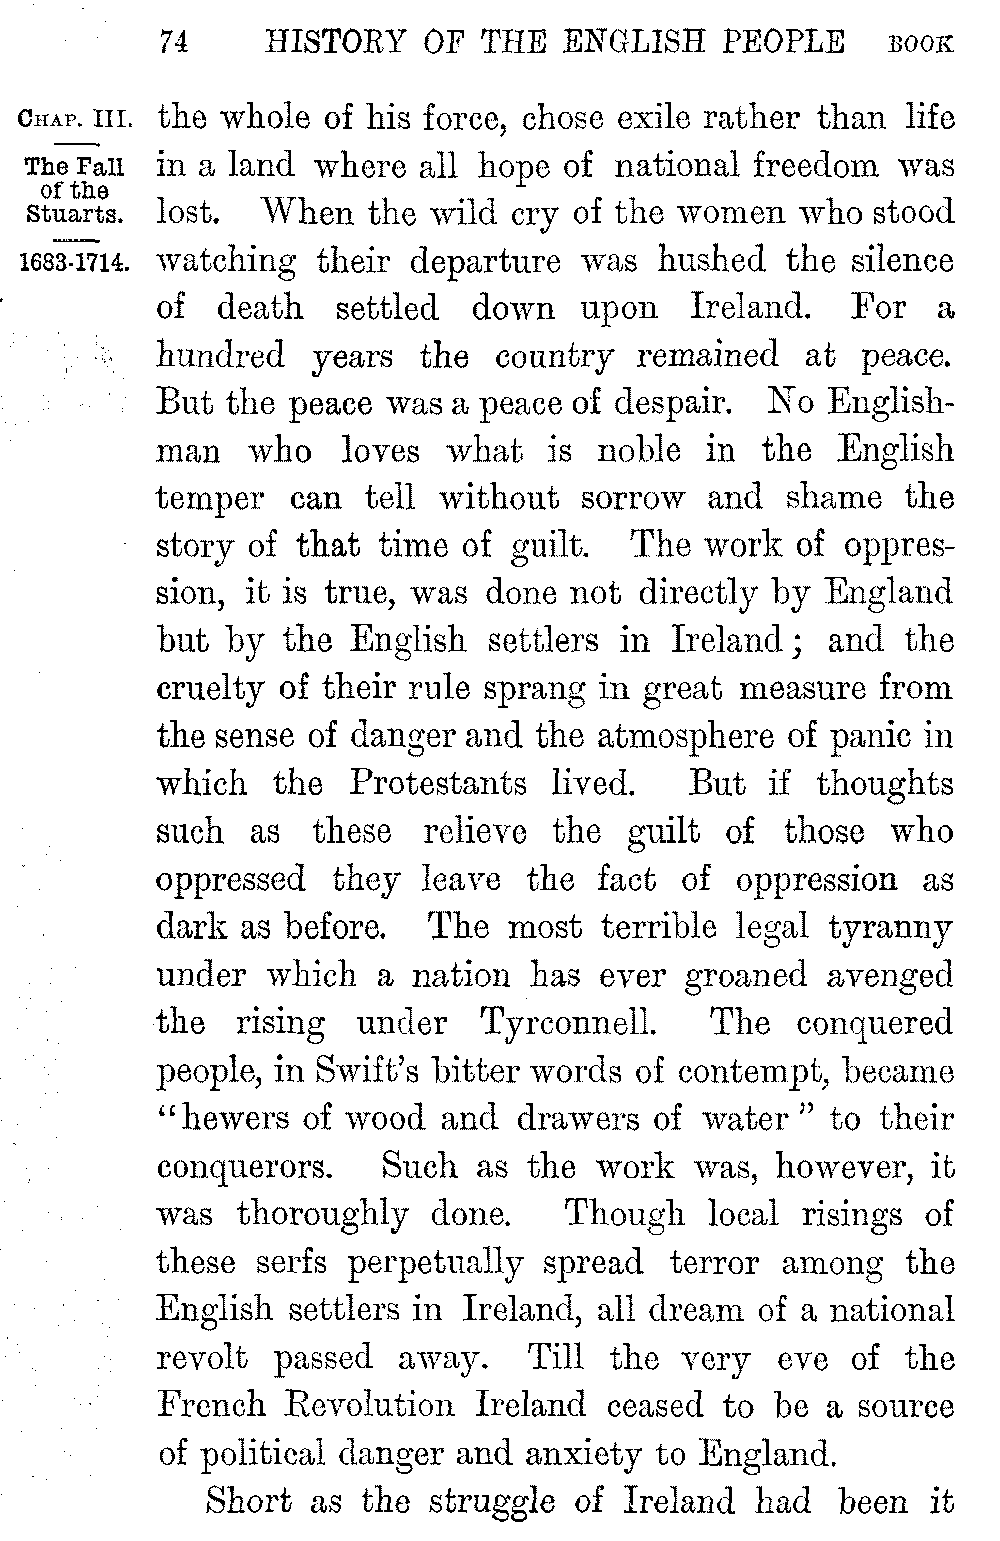 74 HISTORY OF THE ENGLISH PEOPLE BOOK
CHAP. III.
The Fall
of the
Stuarts.
1683-1714.
the whole of his force, chose exile rather than life
in a land where all hope of national freedom was
lost. When the wild cry of the women who stood
watching their departure was hushed the silence
of death settled down upon Ireland. For a
hundred years the country remained at peace.
But the peace was a peace of despair. No English-
man who loves what is noble in the English
temper can tell without sorrow and shame the
story of that time of guilt. The work of oppres-
sion, it is true, was done not directly by England
but by the English settlers in Ireland; and the
cruelty of their rule sprang in great measure from
the sense of danger and the atmosphere of panic in
which the Protestants lived. But if thoughts
such as these relieve the guilt of those who
oppressed they leave the fact of oppression as
dark as before. The most terrible legal tyranny
under which a nation has ever groaned avenged
the rising under Tyrconnell. The conquered
people, in Swift's bitter words of contempt, became
"hewers of wood and drawers of water" to their
conquerors. Such as the work was, however, it
was thoroughly done. Though local risings of
these serfs perpetually spread terror among the
English settlers in Ireland, all dream of a national
revolt passed away. Till the very eve of the
French Revolution Ireland ceased to be a source
of political danger and anxiety to England.
Short as the struggle of Ireland had been it